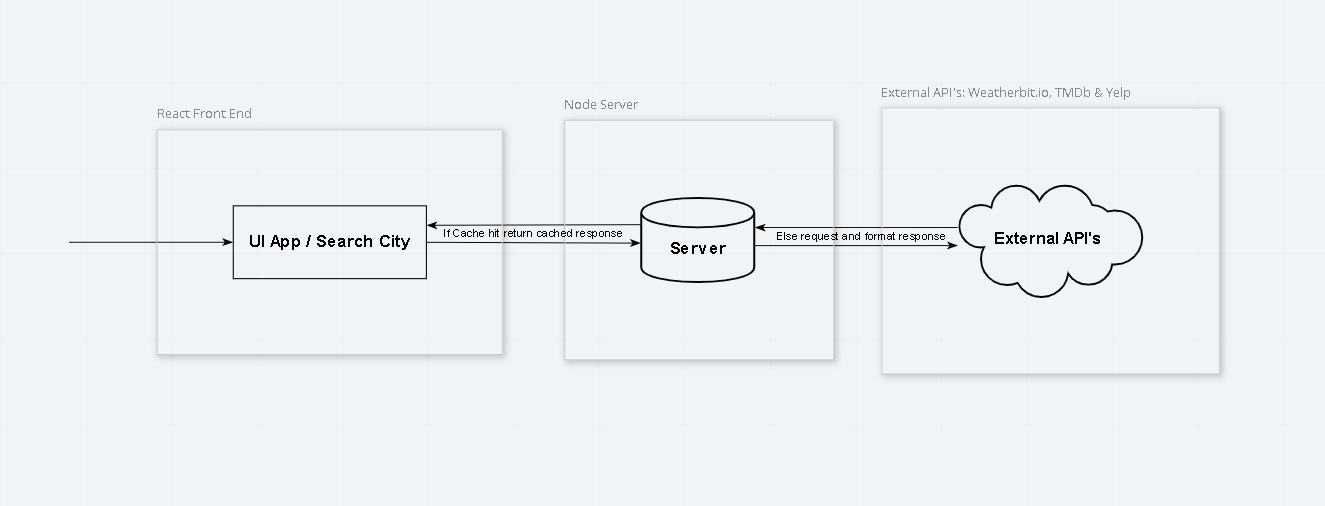 React Front End
Node Server
External API's: Weatherbit.io, TMDb & Yelp
UI App / Search City
If Cache hit return cached response
Server
Else request and format response
External API's